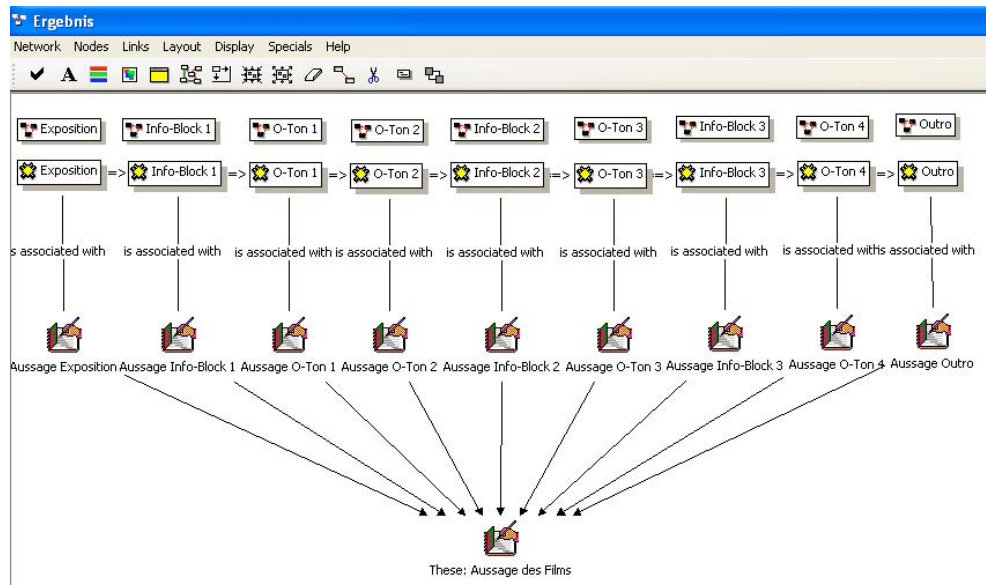 Ergebnis
Network Nodes Links Layout Display Specials Help
A
Exposition Info-Block 1 O-Ton 1 O-Ton 2 Info-Block 2 O-Ton 3 Info-Block 3 O-Ton 4 Outro
Exposition => Info-Block 1 => O-Ton 1 => O-Ton 2 => Info-Block 2 => O-Ton 3 => Info-Block 3 => O-Ton 4 => Outro
s associated with is associated with is associated with is associated with is associated with is associated with is associated with is associated with is associated with
Aussage Exposition Aussage Info-Block 1 Aussage O-Ton 1 Aussage O-Ton 2 Aussage Info-Block 2 Aussage O-Ton 3 Aussage Info-Block 3 Aussage O-Ton 4 Aussage Outro
These: Aussage des Films